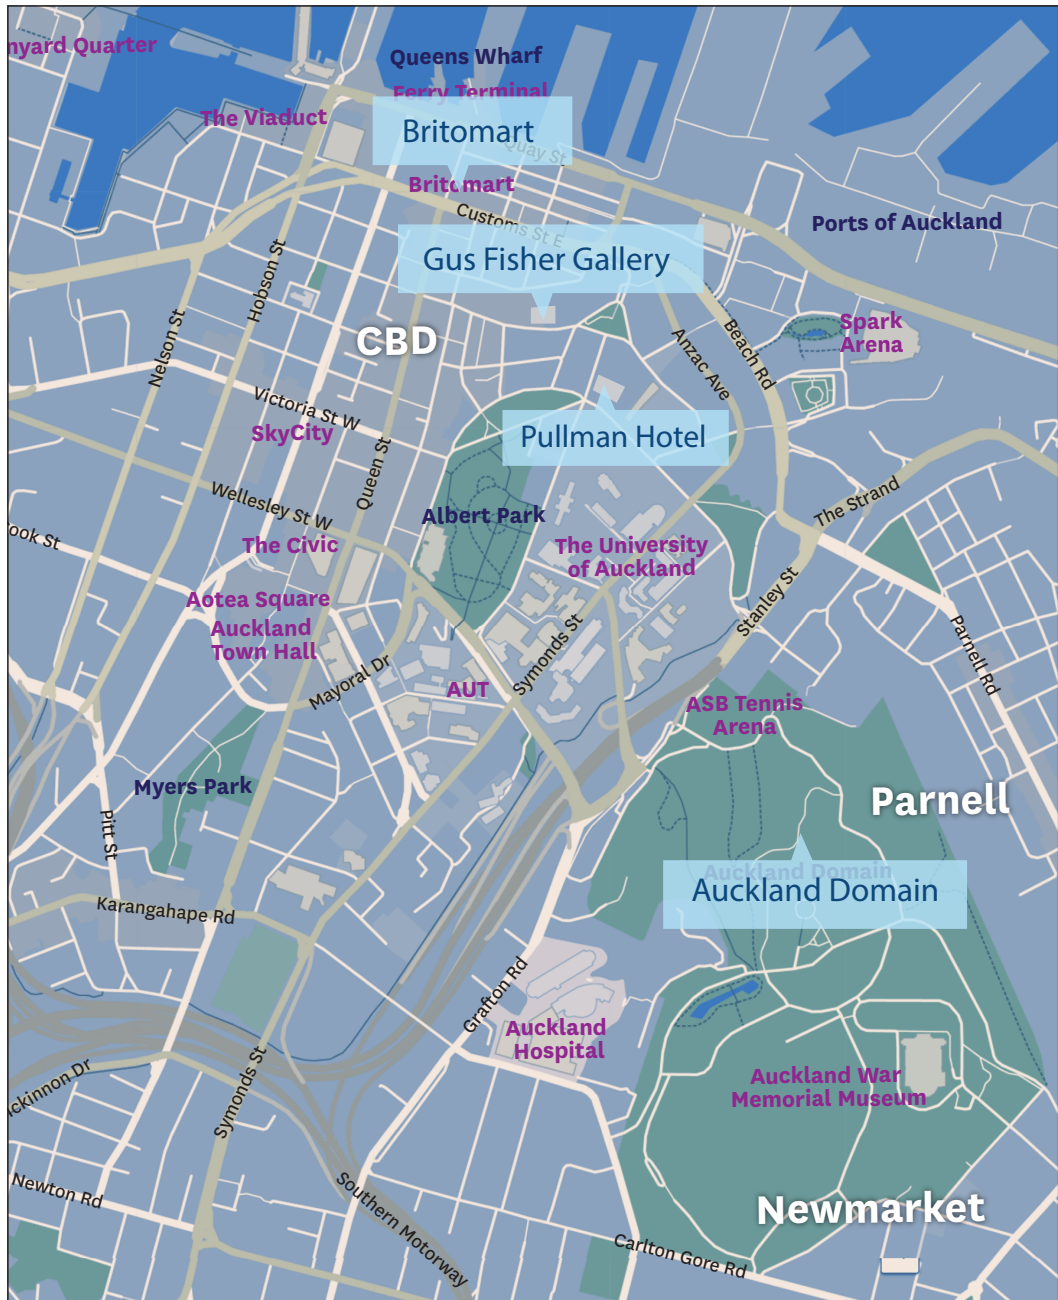 nyard Quarter
Queens Wharf
Ferry Terminal
The Viaduct
Britomart
Quay St
Britomart
Customs St E
Ports of Auckland
Gus Fisher Gallery
Hobson St
Nelson St
CBD
Spark
Arena
Beach Rd
Anzac Ave
Victoria St W
SkyCity
Queen St
Pullman Hotel
Wellesley St W
Albert Park
The Strand
ook St
The Civic
The University
of Auckland
Aotea Square
Auckland
Town Hall
Stanley St
Symonds St
Parnell Rd
Mayoral Dr
AUT
ASB Tennis
Arena
Myers Park
Parnell
Pitt St
Auckland Domain
Auckland Domain
Karangahape Rd
Grafton Rd
Auckland
Hospital
Symonds St
ckinnon Dr
Auckland War
Memorial Museum
Newton Rd
Southern Motorway
Newmarket
Carlton Gore Rd